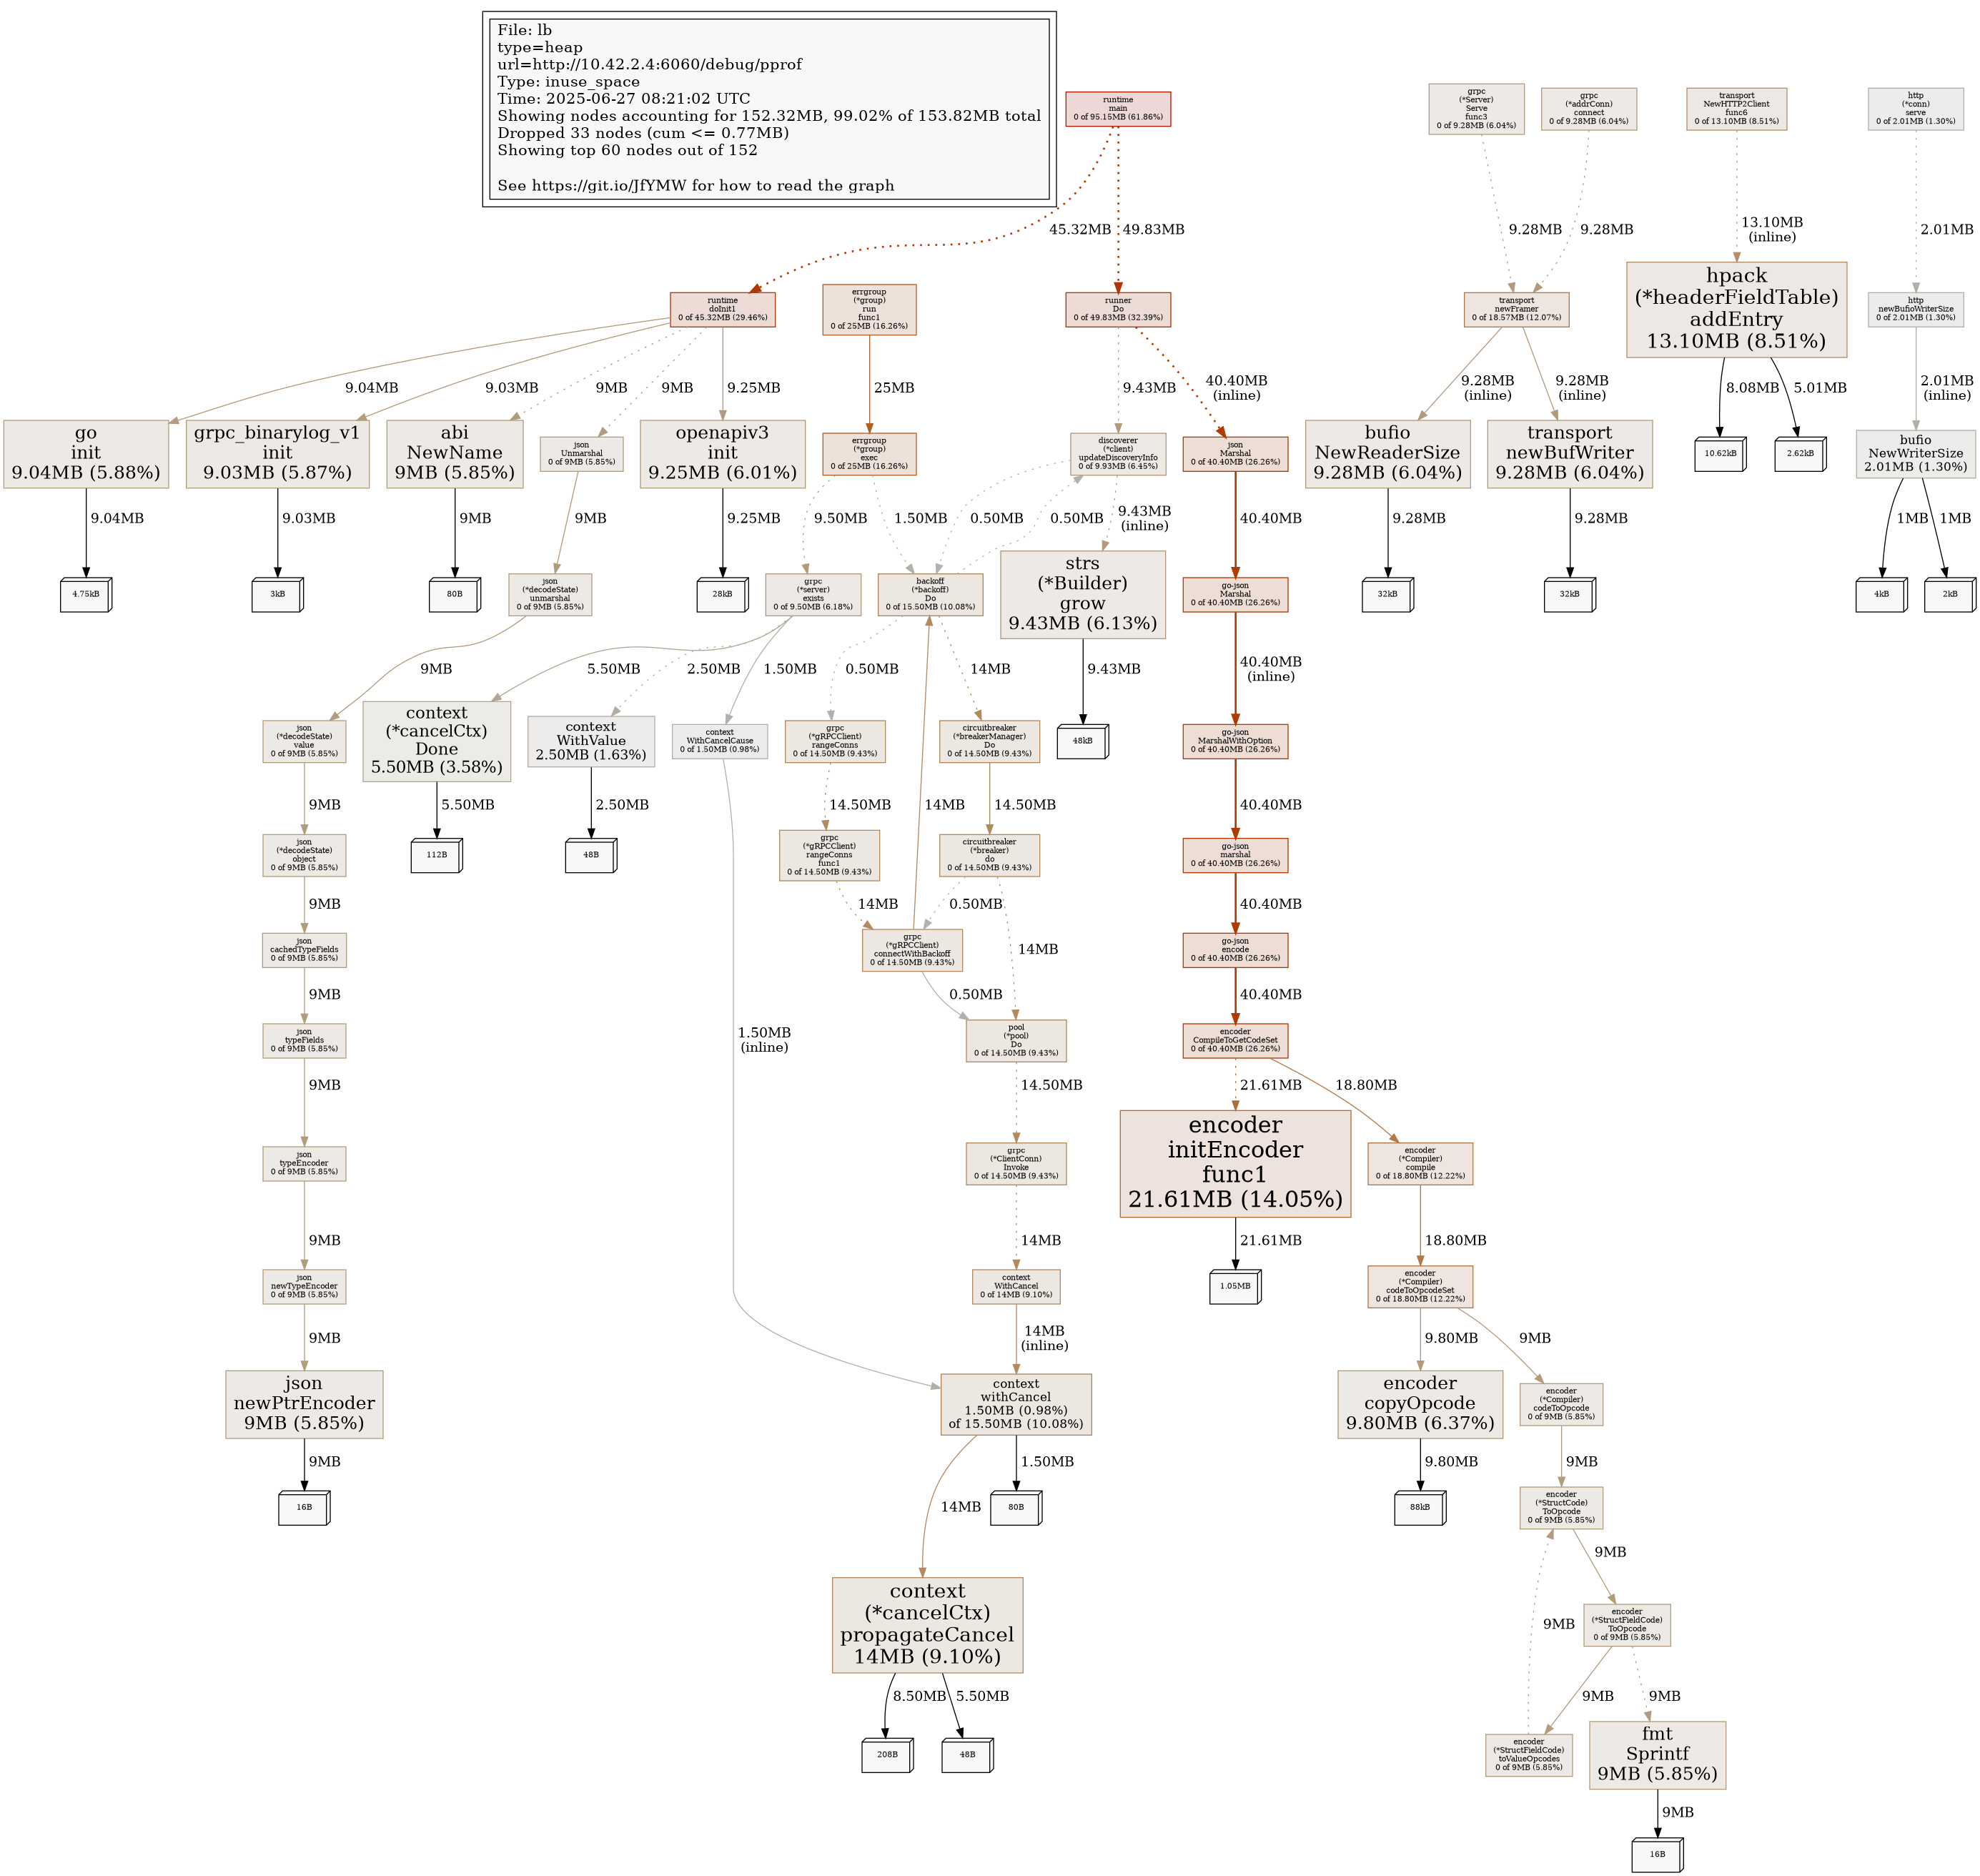 File: lb
type=heap
url=http://10.42.2.4:6060/debug/pprof
Type: inuse_space
Time: 2025-06-27 08:21:02 UTC
Showing nodes accounting for 152.32MB, 99.02% of 153.82MB total
Dropped 33 nodes (cum <= 0.77MB)
Showing top 60 nodes out of 152
See https://git.io/JfYMW for how to read the graph
runtime
main
0 of 95.15MB (61.86%)
grpc
(*Server)
Serve
func3
0 of 9.28MB (6.04%)
grpc
(*addrConn)
connect
0 of 9.28MB (6.04%)
transport
NewHTTP2Client
func6
0 of 13.10MB (8.51%)
http
(*conn)
serve
0 of 2.01MB (1.30%)
45.32MB
49.83MB
9.28MB
9.28MB
13.10MB
(inline)
2.01MB
runtime
doInit1
0 of 45.32MB (29.46%)
errgroup
(*group)
run
func1
0 of 25MB (16.26%)
runner
Do
0 of 49.83MB (32.39%)
transport
newFramer
0 of 18.57MB (12.07%)
hpack
(*headerFieldTable)
addEntry
13.10MB (8.51%)
http
newBufioWriterSize
0 of 2.01MB (1.30%)
9.04MB
9.03MB
9MB
9MB
9.25MB
25MB
9.43MB
40.40MB
(inline)
9.28MB
(inline)
9.28MB
(inline)
8.08MB
5.01MB
2.01MB
(inline)
go
init
9.04MB (5.88%)
grpc_binarylog_v1
init
9.03MB (5.87%)
abi
NewName
9MB (5.85%)
json
Unmarshal
0 of 9MB (5.85%)
openapiv3
init
9.25MB (6.01%)
errgroup
(*group)
exec
0 of 25MB (16.26%)
discoverer
(*client)
updateDiscoveryInfo
0 of 9.93MB (6.45%)
json
Marshal
0 of 40.40MB (26.26%)
bufio
NewReaderSize
9.28MB (6.04%)
transport
newBufWriter
9.28MB (6.04%)
10.62kB
2.62kB
bufio
NewWriterSize
2.01MB (1.30%)
9.04MB
9.03MB
9MB
9MB
9.25MB
9.50MB
1.50MB
0.50MB
0.50MB
9.43MB
(inline)
40.40MB
9.28MB
9.28MB
1MB
1MB
4.75kB
3kB
80B
json
(*decodeState)
unmarshal
0 of 9MB (5.85%)
28kB
grpc
(*server)
exists
0 of 9.50MB (6.18%)
backoff
(*backoff)
Do
0 of 15.50MB (10.08%)
strs
(*Builder)
grow
9.43MB (6.13%)
go-json
Marshal
0 of 40.40MB (26.26%)
32kB
32kB
4kB
2kB
9MB
5.50MB
2.50MB
1.50MB
0.50MB
14MB
9.43MB
40.40MB
(inline)
json
(*decodeState)
value
0 of 9MB (5.85%)
context
(*cancelCtx)
Done
5.50MB (3.58%)
context
WithValue
2.50MB (1.63%)
context
WithCancelCause
0 of 1.50MB (0.98%)
grpc
(*gRPCClient)
rangeConns
0 of 14.50MB (9.43%)
circuitbreaker
(*breakerManager)
Do
0 of 14.50MB (9.43%)
48kB
go-json
MarshalWithOption
0 of 40.40MB (26.26%)
9MB
5.50MB
2.50MB
14.50MB
14MB
14.50MB
40.40MB
json
(*decodeState)
object
0 of 9MB (5.85%)
112B
48B
grpc
(*gRPCClient)
rangeConns
func1
0 of 14.50MB (9.43%)
circuitbreaker
(*breaker)
do
0 of 14.50MB (9.43%)
go-json
marshal
0 of 40.40MB (26.26%)
9MB
14MB
0.50MB
14MB
40.40MB
json
cachedTypeFields
0 of 9MB (5.85%)
grpc
(*gRPCClient)
connectWithBackoff
0 of 14.50MB (9.43%)
go-json
encode
0 of 40.40MB (26.26%)
9MB
0.50MB
40.40MB
json
typeFields
0 of 9MB (5.85%)
1.50MB
(inline)
pool
(*pool)
Do
0 of 14.50MB (9.43%)
encoder
CompileToGetCodeSet
0 of 40.40MB (26.26%)
9MB
14.50MB
21.61MB
18.80MB
json
typeEncoder
0 of 9MB (5.85%)
grpc
(*ClientConn)
Invoke
0 of 14.50MB (9.43%)
encoder
initEncoder
func1
21.61MB (14.05%)
encoder
(*Compiler)
compile
0 of 18.80MB (12.22%)
9MB
14MB
21.61MB
18.80MB
json
newTypeEncoder
0 of 9MB (5.85%)
context
WithCancel
0 of 14MB (9.10%)
1.05MB
encoder
(*Compiler)
codeToOpcodeSet
0 of 18.80MB (12.22%)
9MB
14MB
(inline)
9.80MB
9MB
json
newPtrEncoder
9MB (5.85%)
context
withCancel
1.50MB (0.98%)
of 15.50MB (10.08%)
encoder
copyOpcode
9.80MB (6.37%)
encoder
(*Compiler)
codeToOpcode
0 of 9MB (5.85%)
9MB
14MB
1.50MB
9.80MB
9MB
16B
80B
88kB
encoder
(*StructCode)
ToOpcode
0 of 9MB (5.85%)
9MB
9MB
context
(*cancelCtx)
propagateCancel
14MB (9.10%)
encoder
(*StructFieldCode)
ToOpcode
0 of 9MB (5.85%)
8.50MB
5.50MB
9MB
9MB
208B
48B
encoder
(*StructFieldCode)
toValueOpcodes
0 of 9MB (5.85%)
fmt
Sprintf
9MB (5.85%)
9MB
16B